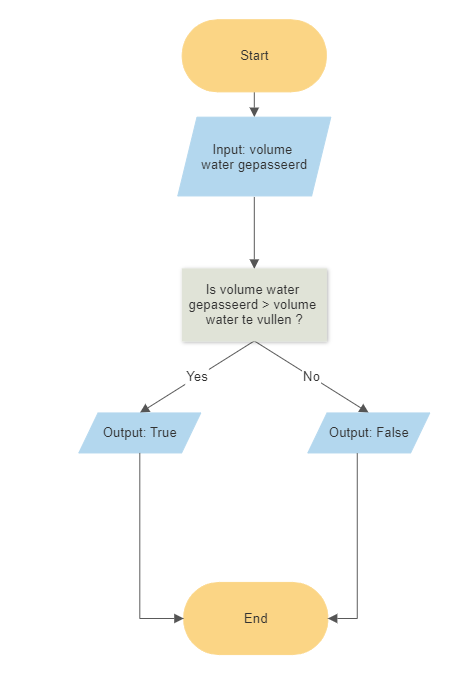 Start
Input: volume
water gepasseerd
Is volume water
gepasseerd > volume
water te vullen ?
Yes
No
Output: True
Output: False
End